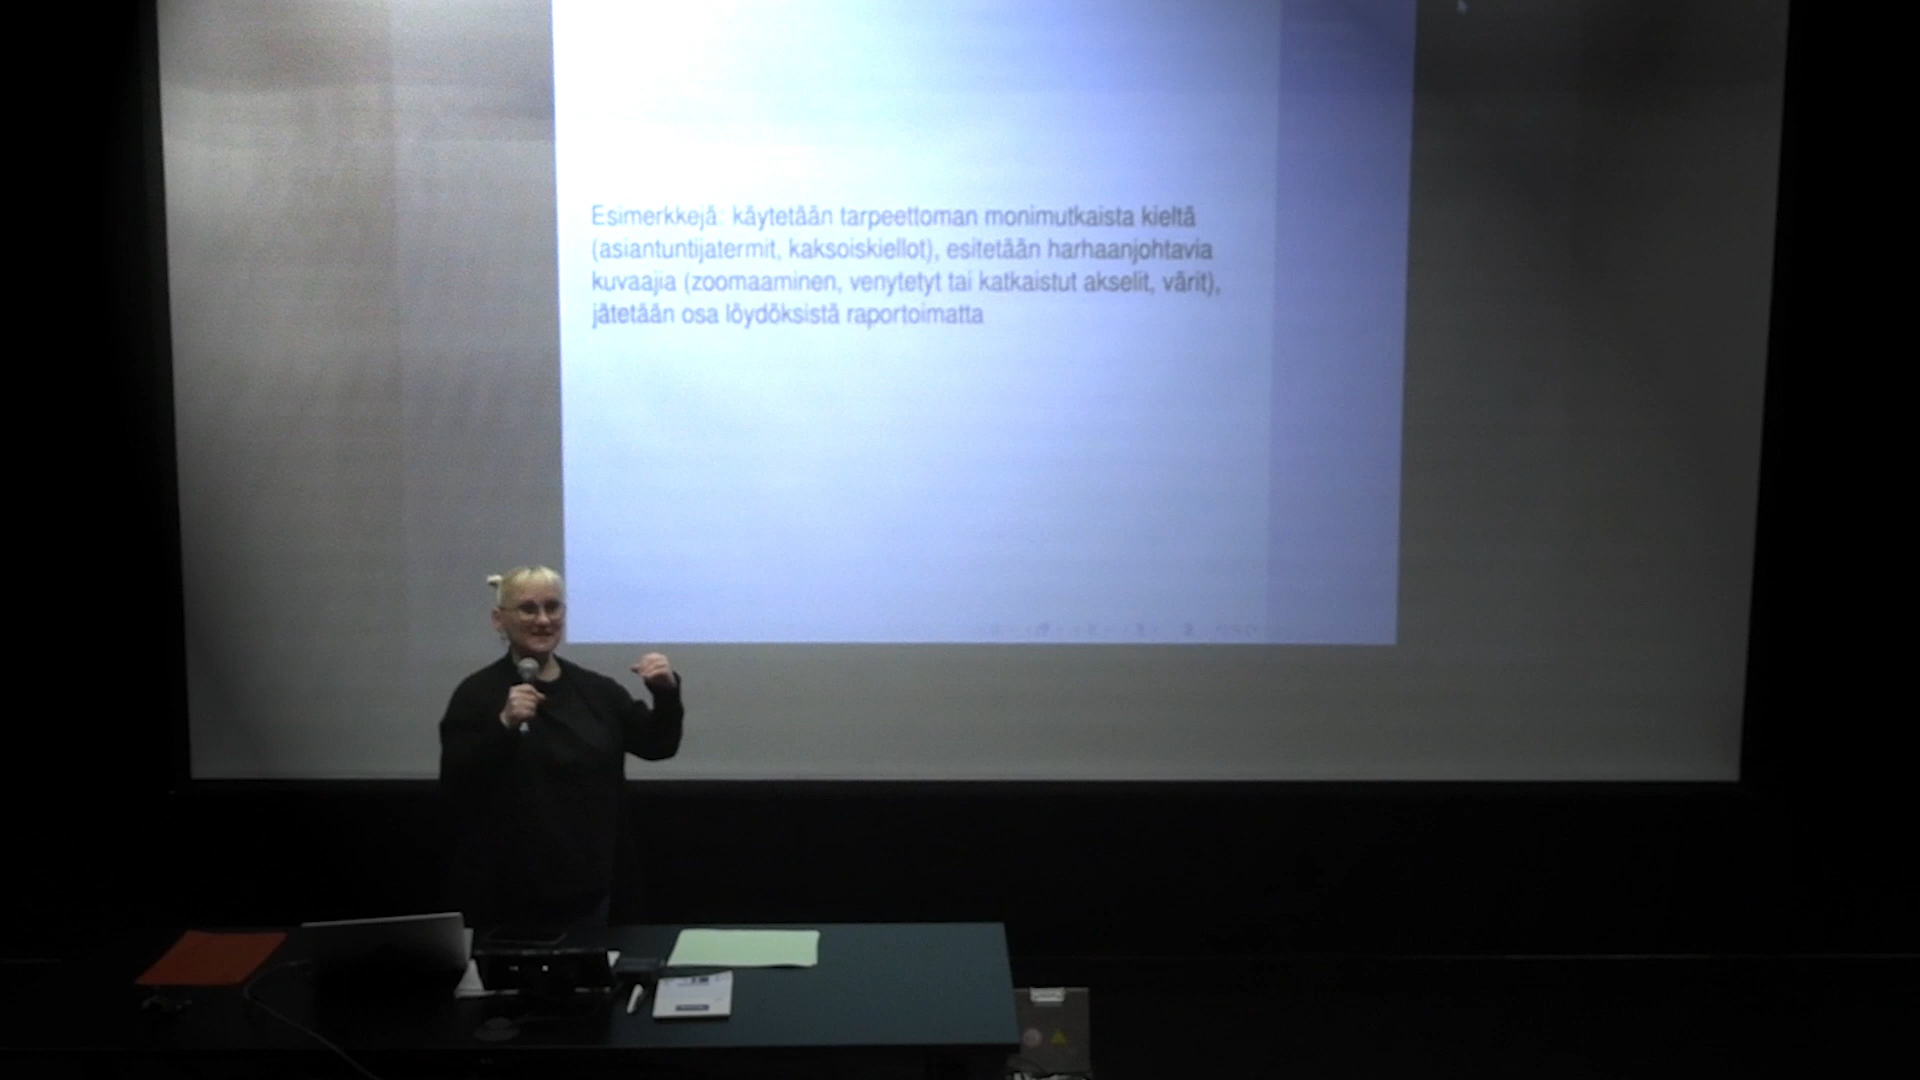 Esimerkkejä: käytetään tarpeettoman monimutkaista kieltä
(asiantuntijatermit, kaksoiskiellot), esitetään harhaanjohtavia
kuvaajia (zoomaaminen, venytetyt tai katkaistut akselit, värit),
jätetään osa löydöksistä raportoimatta